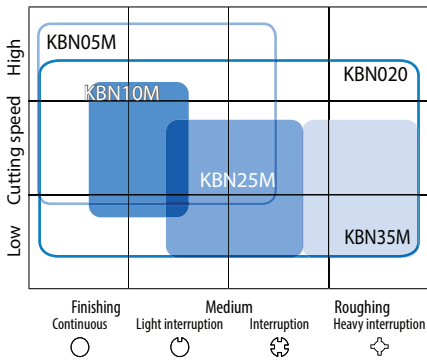 KBN05M
KBN020
KBN10M
KBN25M
KBN35M
High
Cutting speed
Low
Finishing Medium Roughing
Continuous Light interruption Interruption Heavy interruption